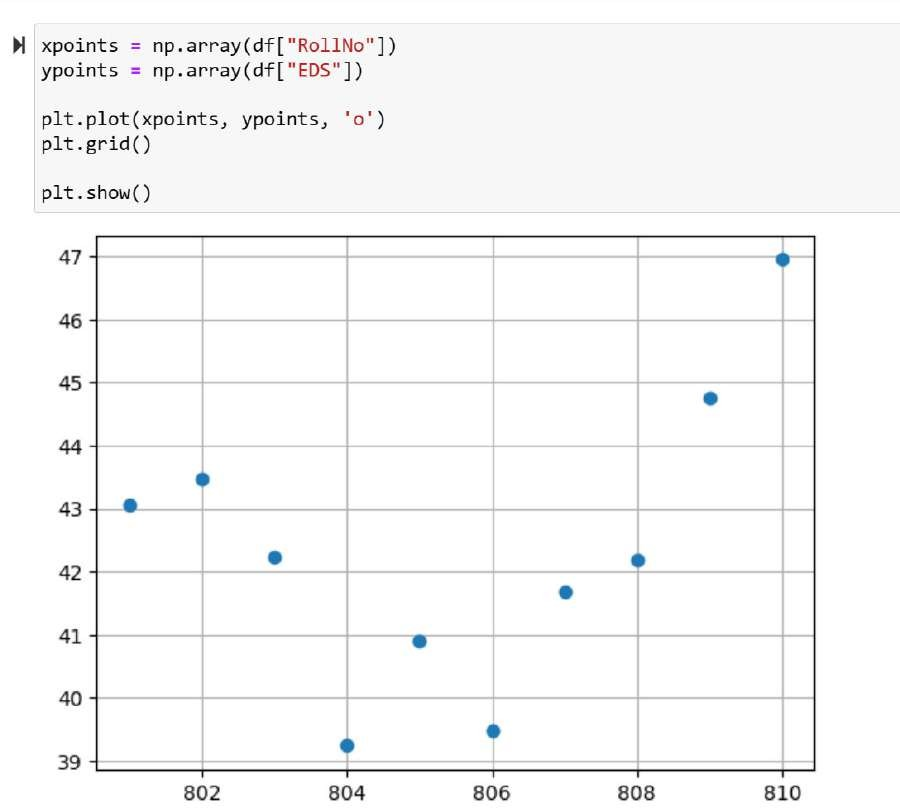 xpoints = np.array(df["RollNo"])
ypoints = np.array(df["EDS"])
plt.plot(xpoints, ypoints, 'o')
plt.grid()
plt.show()
47
46
45
44
43
42
41
40
39
802 804 806 808 810